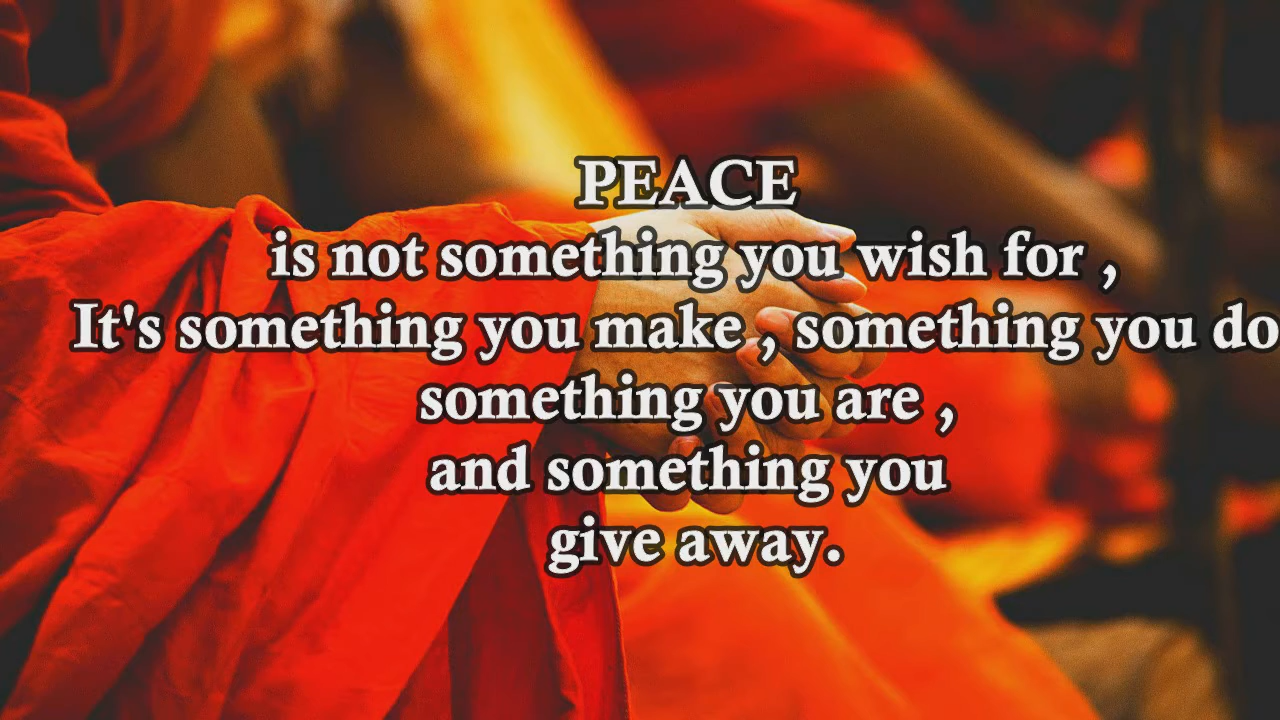 PEACE
is not something you wish for ,
It's something you make , something you do
something you are ,
and something you
give away.